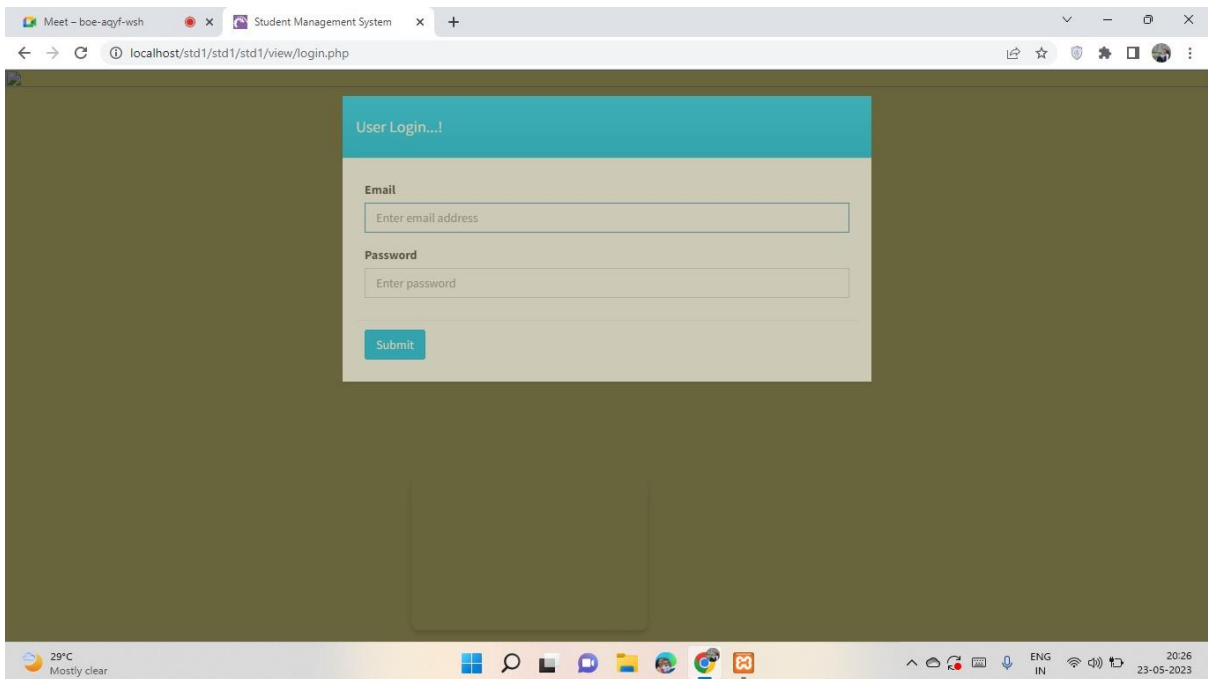 Meet – boe-aqyf-wsh
Student Management System
localhost/std1/std1/std1/view/login.php
User Login...!
Email
Enter email address
Password
Enter password
Submit
29°C
Mostly clear
ENG
IN
20:26
23-05-2023